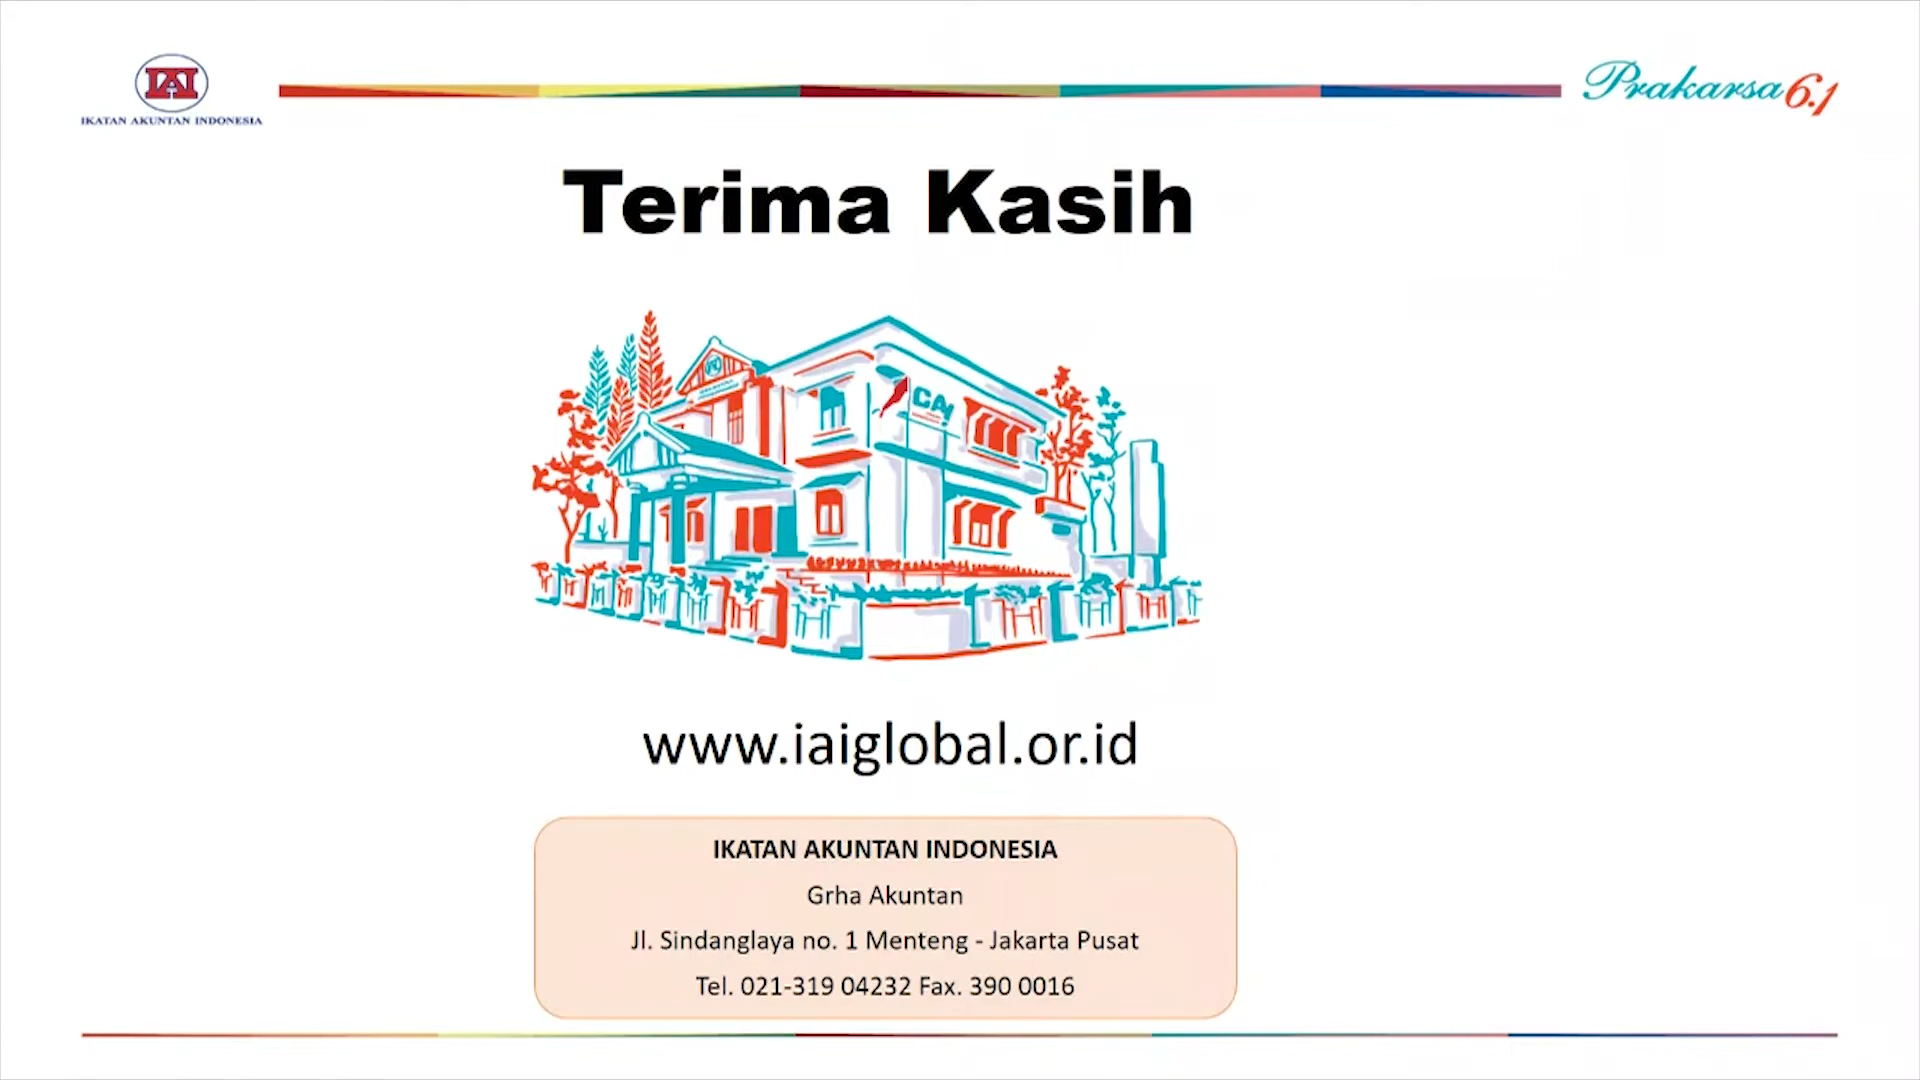 IAI
IKATAN AKUNTAN INDONESIA
Prakarsa 6.1
Terima Kasih
CAI
www.iaiglobal.or.id
IKATAN AKUNTAN INDONESIA
Grha Akuntan
Jl. Sindanglaya no. 1 Menteng - Jakarta Pusat
Tel. 021-319 04232 Fax. 390 0016